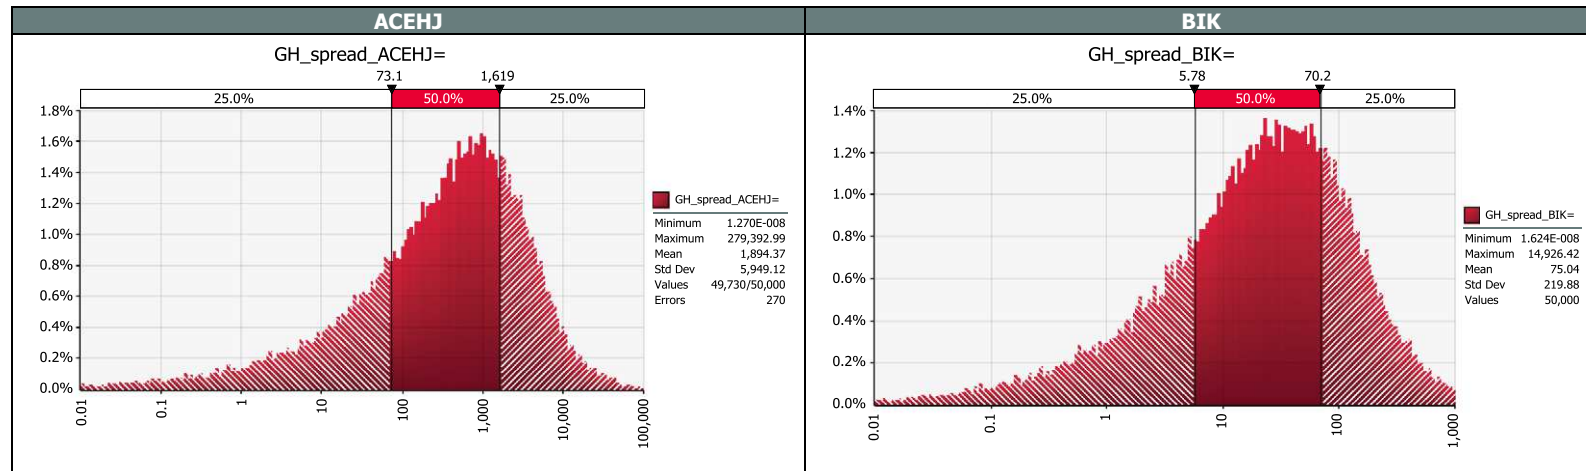 ACEHJ
GH_spread_ACEHJ=
73.1 1,619
25.0% 50.0% 25.0%
1.8%
1.6%
1.4%
1.2%
1.0%
0.8%
0.6%
0.4%
0.2%
0.0%
0.01 0.1 1 10 100 1,000 10,000 100,000
GH_spread_ACEHJ=
Minimum 1.270E-008
Maximum 279,392.99
Mean 1,894.37
Std Dev 5,949.12
Values 49,730/50,000
Errors 270
BIK
GH_spread_BIK=
5.78 70.2
25.0% 50.0% 25.0%
1.4%
1.2%
1.0%
0.8%
0.6%
0.4%
0.2%
0.0%
0.01 0.1 1 10 100 1,000
GH_spread_BIK=
Minimum 1.624E-008
Maximum 14,926.42
Mean 75.04
Std Dev 219.88
Values 50,000